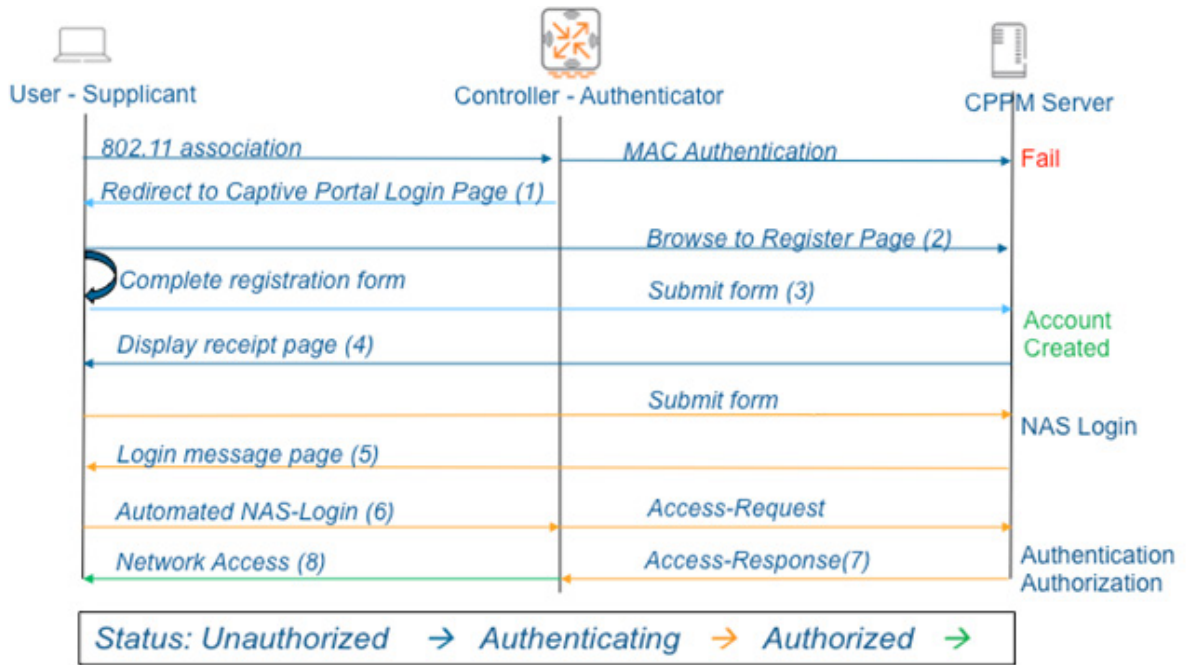 User - Supplicant
Controller - Authenticator
CPPM Server
802.11 association
MAC Authentication
Fail
Redirect to Captive Portal Login Page (1)
Browse to Register Page (2)
Complete registration form
Submit form (3)
Account
Created
Display receipt page (4)
Submit form
NAS Login
Login message page (5)
Automated NAS-Login (6)
Access-Request
Network Access (8)
Access-Response(7)
Authentication
Authorization
Status: Unauthorized → Authenticating → Authorized →